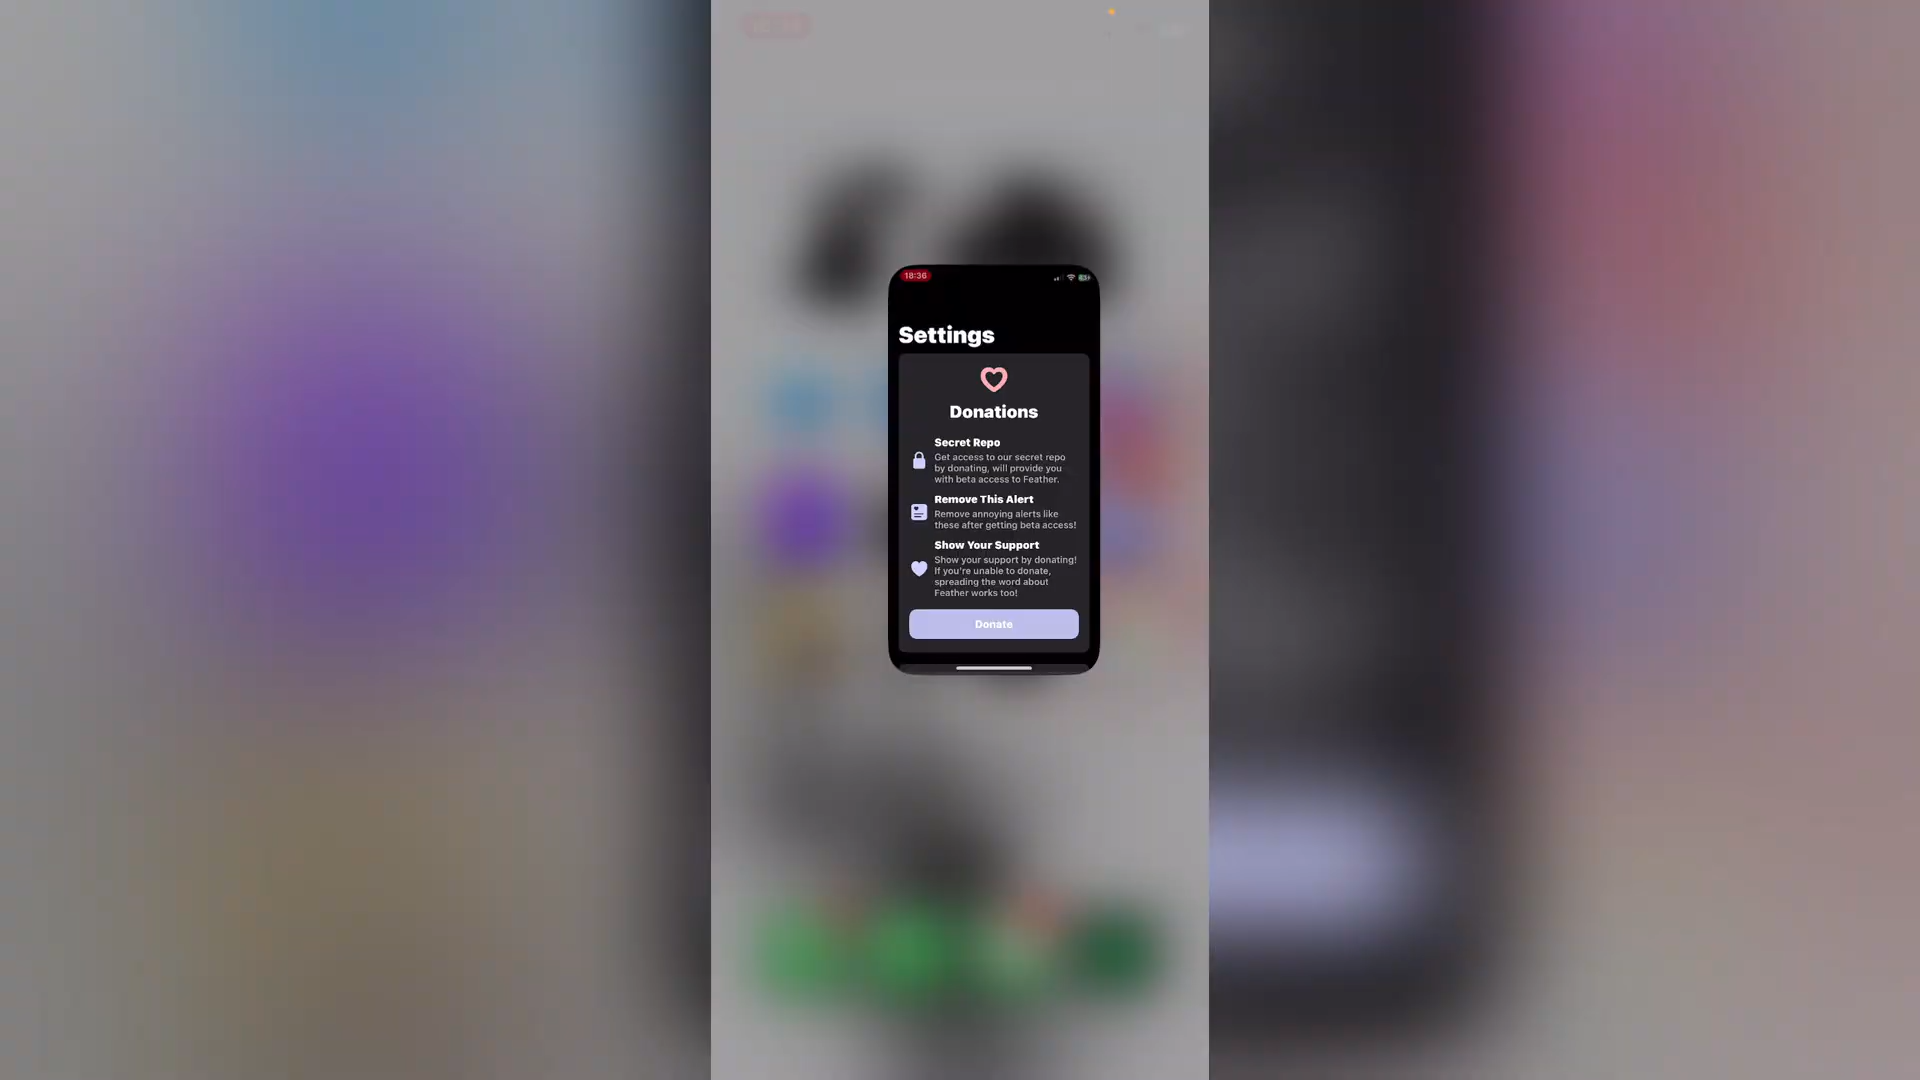 18:36
Settings
Donations
Secret Repo
Get access to our secret repo
by donating, will provide you
with beta access to Feather.
Remove This Alert
Remove annoying alerts like
these after getting beta access!
Show Your Support
Show your support by donating!
If you're unable to donate,
spreading the word about
Feather works too!
Donate